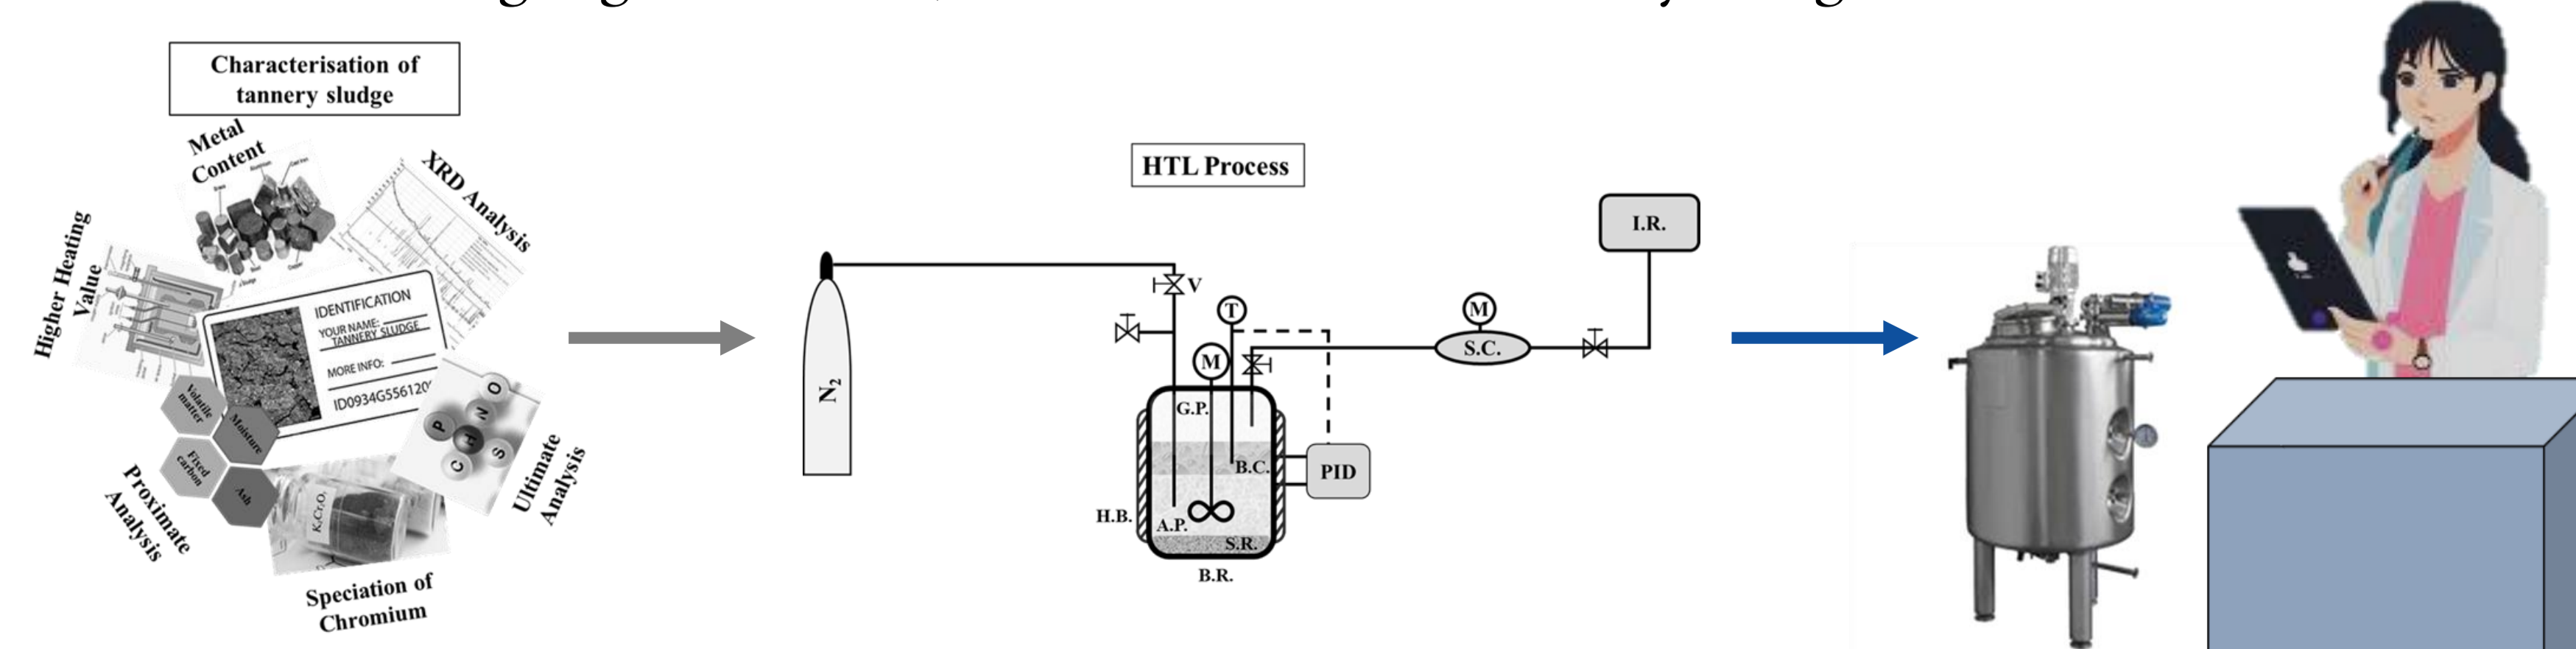 Characterisation of
tannery sludge
Metal
Content
XRD Analysis
Higher Heating
Value
IDENTIFICATION
YOUR NAME:
TANNERY SLUDGE
MORE INFO:
Volatile
matter
Moisture
Fixed
carbon
Ash
Proximate
Analysis
O
N
P
H
S
C
Ultimate
Analysis
K₂Cr₂O₇
Speciation of
Chromium
HTL Process
N₂
V
T
M
G.P.
B.C.
A.P.
S.R.
H.B.
B.R.
PID
M
S.C.
I.R.